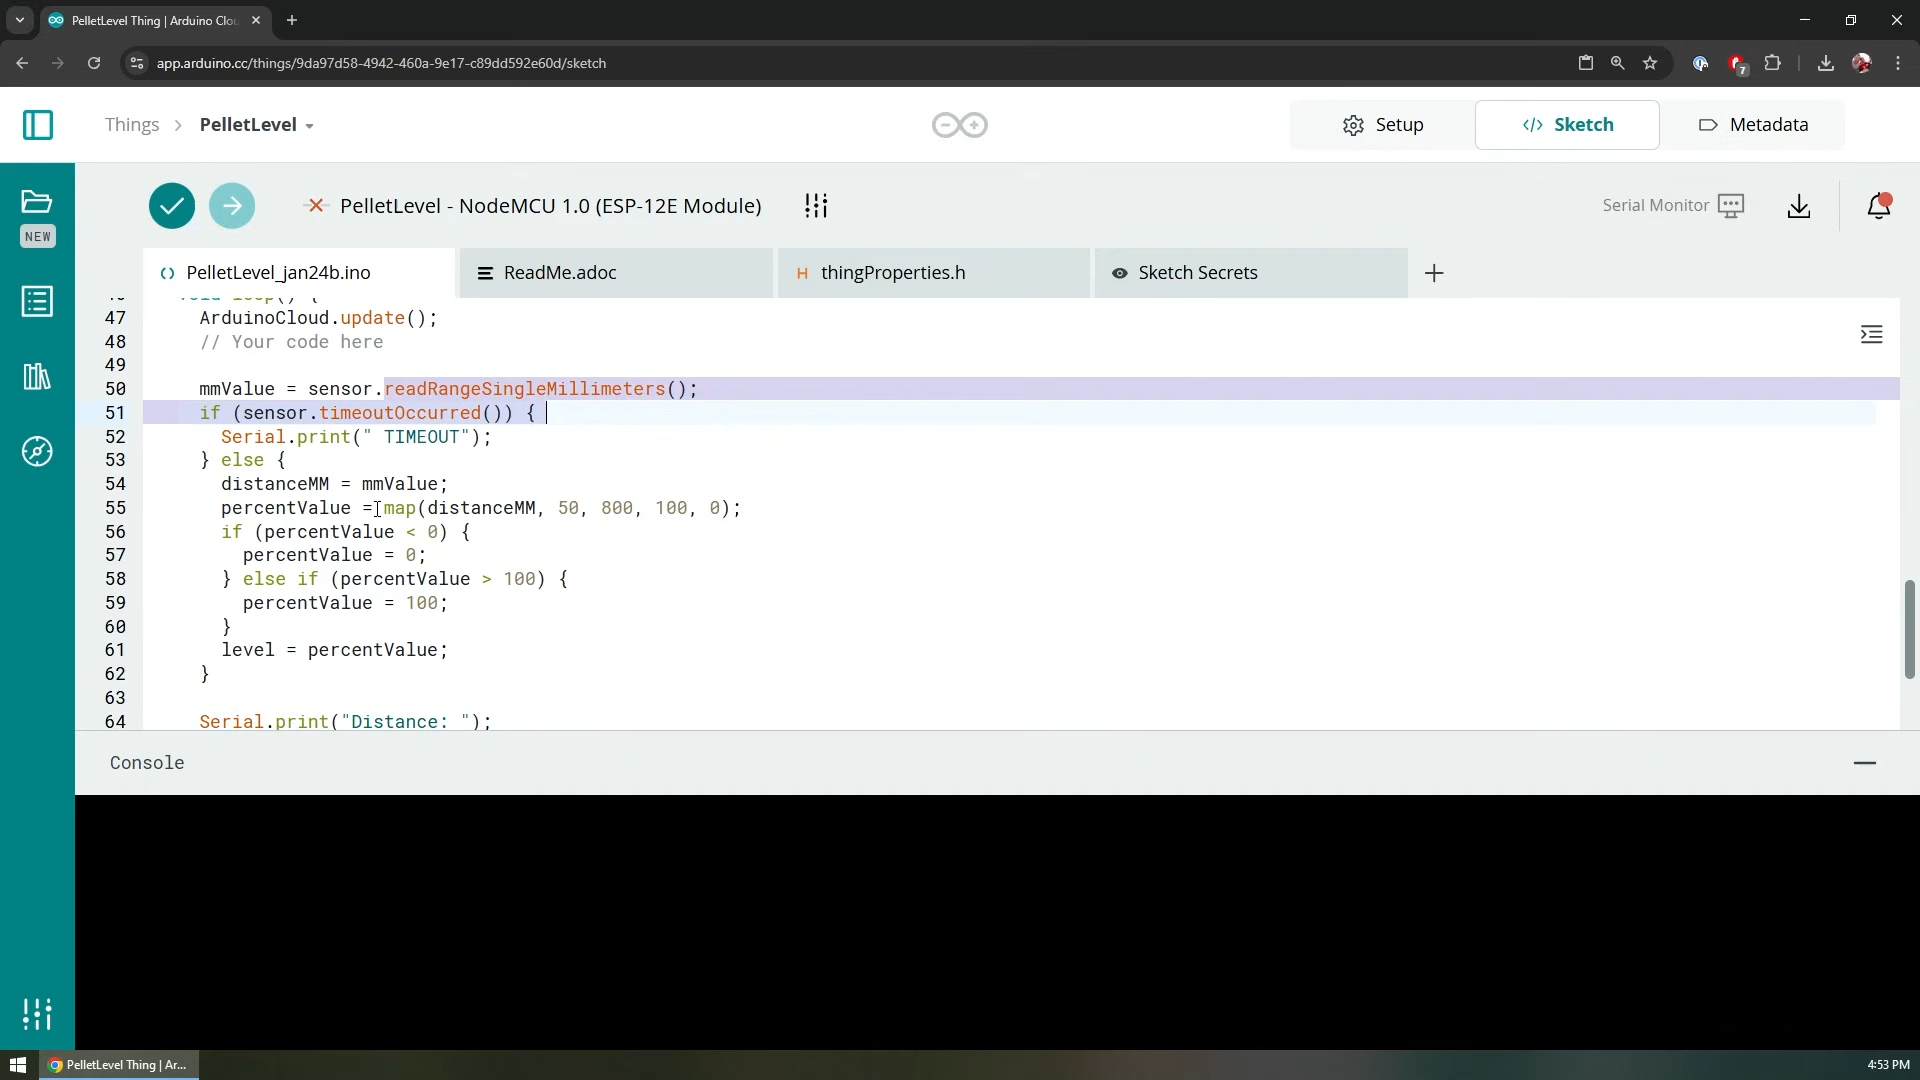 PelletLevel Thing | Arduino Clou
app.arduino.cc/things/9da97d58-4942-460a-9e17-c89dd592e60d/sketch
7
Things > PelletLevel
Setup
</> Sketch
Metadata
NEW
PelletLevel - NodeMCU 1.0 (ESP-12E Module)
Serial Monitor
PelletLevel_jan24b.ino
ReadMe.adoc
H thingProperties.h
Sketch Secrets
46 void loop() {
47 ArduinoCloud.update();
48 // Your code here
49
50 mmValue = sensor.readRangeSingleMillimeters();
51 if (sensor.timeoutOccurred()) {
52 Serial.print(" TIMEOUT");
53 } else {
54 distanceMM = mmValue;
55 percentValue = map(distanceMM, 50, 800, 100, 0);
56 if (percentValue < 0) {
57 percentValue = 0;
58 } else if (percentValue > 100) {
59 percentValue = 100;
60 }
61 level = percentValue;
62 }
63
64 Serial.print("Distance: ");
Console
PelletLevel Thing | Ar...
4:53 PM